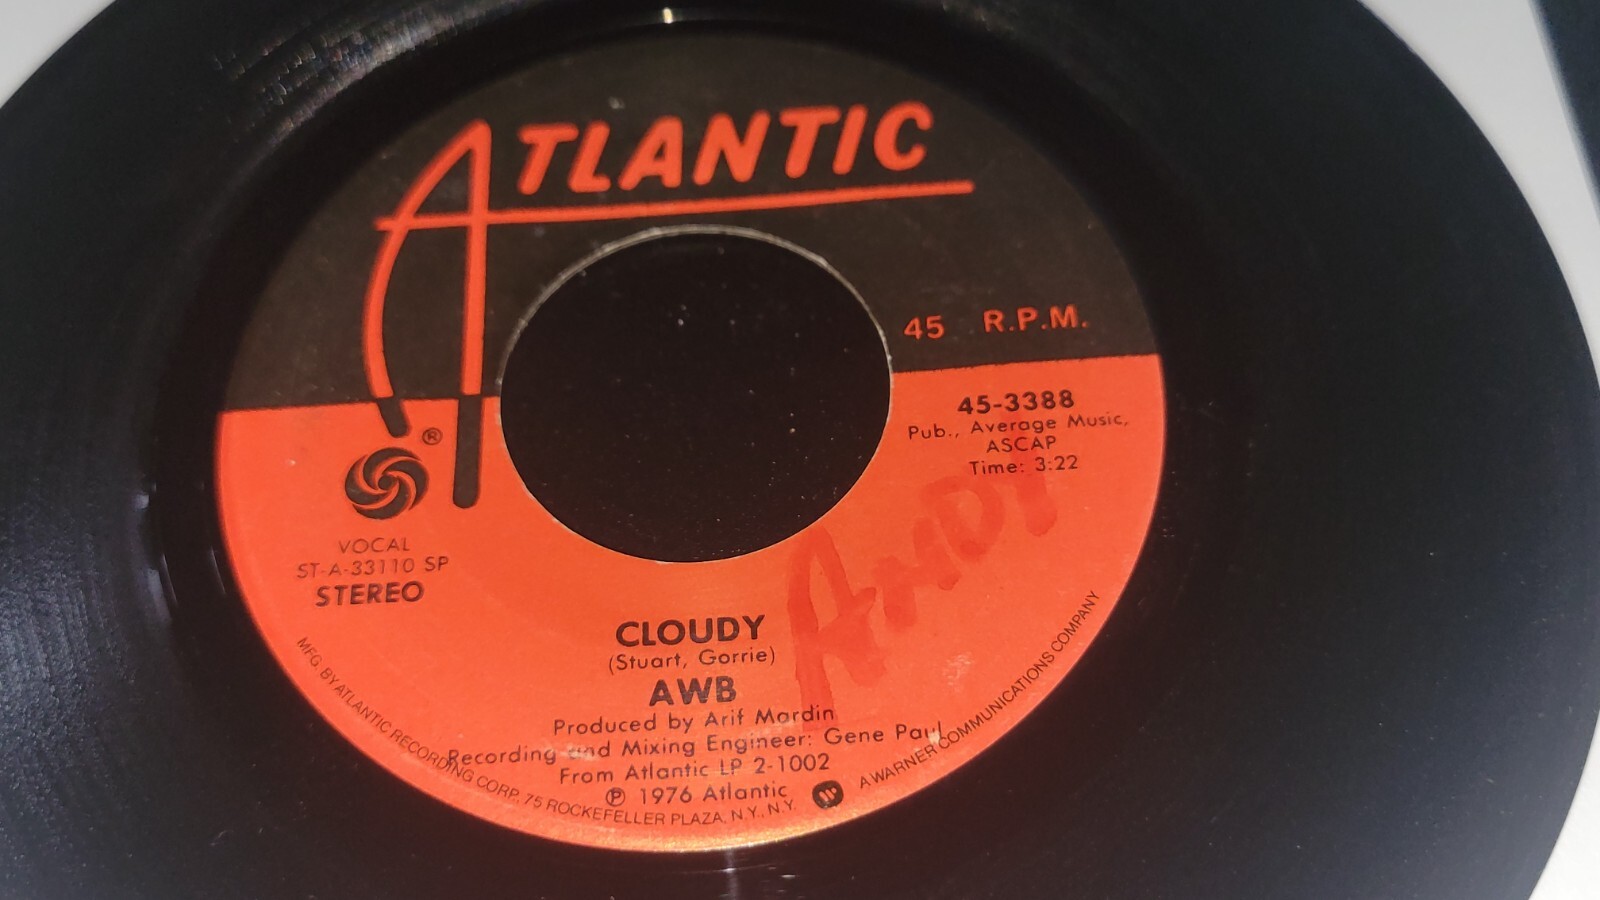 ATLANTIC
45 R.P.M.
45-3388
Pub., Average Music,
ASCAP
Time: 3:22
®
VOCAL
ST-A-33110 SP
STEREO
ANDY
CLOUDY
(Stuart, Gorrie)
AWB
Produced by Arif Mardin
Recording and Mixing Engineer: Gene Paul
From Atlantic LP 2-1002
℗ 1976 Atlantic
MFG. BY ATLANTIC RECORDING CORP., 75 ROCKEFELLER PLAZA, N.Y., N.Y. A WARNER COMMUNICATIONS COMPANY